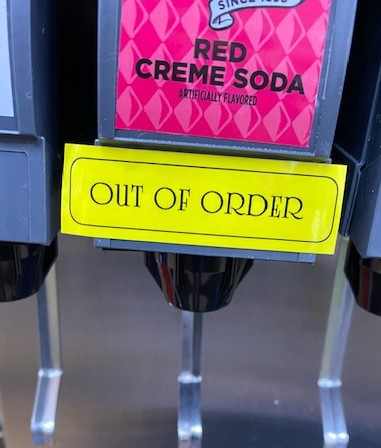 RED
CREME SODA
ARTIFICIALLY FLAVORED
OUT OF ORDER